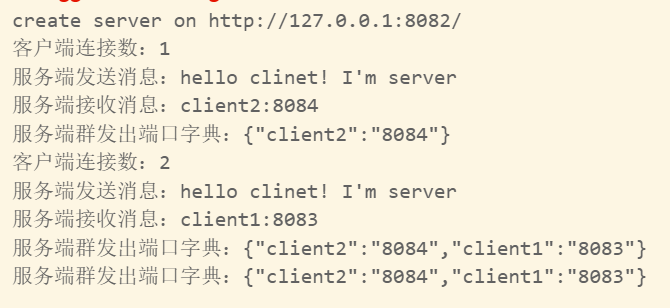 create server on http://127.0.0.1:8082/
客户端连接数：1
服务端发送消息：hello clinet! I'm server
服务端接收消息：client2:8084
服务端群发出端口字典：{"client2":"8084"}
客户端连接数：2
服务端发送消息：hello clinet! I'm server
服务端接收消息：client1:8083
服务端群发出端口字典：{"client2":"8084","client1":"8083"}
服务端群发出端口字典：{"client2":"8084","client1":"8083"}